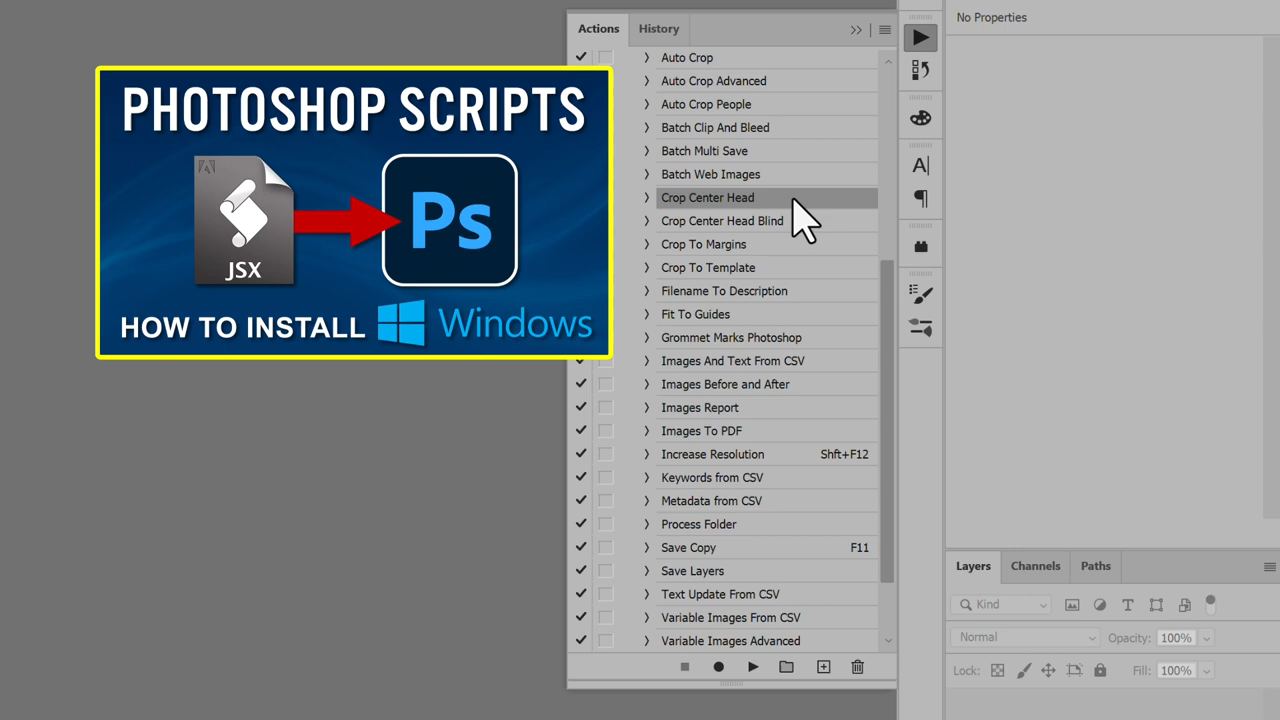 PHOTOSHOP SCRIPTS
JSX
Ps
HOW TO INSTALL Windows
Actions History
Auto Crop
Auto Crop Advanced
Auto Crop People
Batch Clip And Bleed
Batch Multi Save
Batch Web Images
Crop Center Head
Crop Center Head Blind
Crop To Margins
Crop To Template
Filename To Description
Fit To Guides
Grommet Marks Photoshop
Images And Text From CSV
Images Before and After
Images Report
Images To PDF
Increase Resolution Shft+F12
Keywords from CSV
Metadata from CSV
Process Folder
Save Copy F11
Save Layers
Text Update From CSV
Variable Images From CSV
Variable Images Advanced
No Properties
Layers Channels Paths
Kind
Normal Opacity: 100%
Lock: Fill: 100%